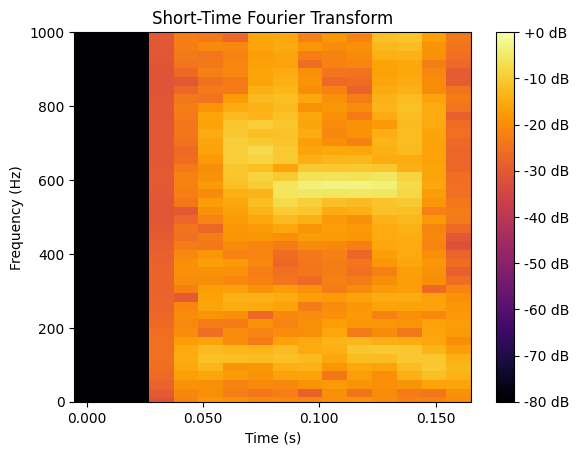 Short-Time Fourier Transform
1000
800
600
400
200
0
Frequency (Hz)
0.000
0.050
0.100
0.150
Time (s)
+0 dB
-10 dB
-20 dB
-30 dB
-40 dB
-50 dB
-60 dB
-70 dB
-80 dB